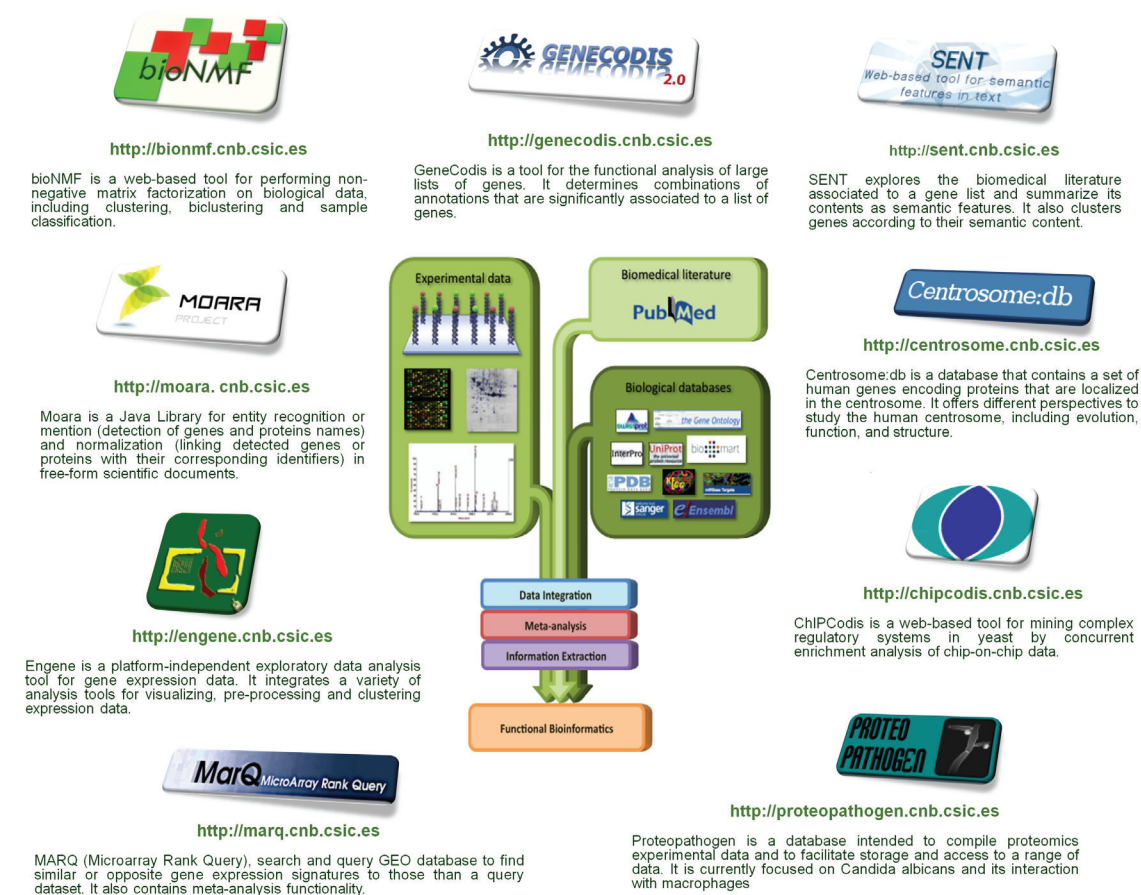 bioNMF
http://bionmf.cnb.csic.es
bioNMF is a web-based tool for performing non-
negative matrix factorization on biological data,
including clustering, biclustering and sample
classification.
GENECODIS
2.0
http://genecodis.cnb.csic.es
GeneCodis is a tool for the functional analysis of large
lists of genes. It determines combinations of
annotations that are significantly associated to a list of
genes.
SENT
Web-based tool for semantic
features in text
http://sent.cnb.csic.es
SENT explores the biomedical literature
associated to a gene list and summarize its
contents as semantic features. It also clusters
genes according to their semantic content.
MOARA
PROJECT
http://moara. cnb.csic.es
Moara is a Java Library for entity recognition or
mention (detection of genes and proteins names)
and normalization (linking detected genes or
proteins with their corresponding identifiers) in
free-form scientific documents.
Experimental data
Biomedical literature
PubMed
Biological databases
swissprot
the Gene Ontology
InterPro
UniProt
biomart
PDB
KEGG
sanger
e!Ensembl
Centrosome:db
http://centrosome.cnb.csic.es
Centrosome:db is a database that contains a set of
human genes encoding proteins that are localized
in the centrosome. It offers different perspectives to
study the human centrosome, including evolution,
function, and structure.
http://engene.cnb.csic.es
Engene is a platform-independent exploratory data analysis
tool for gene expression data. It integrates a variety of
analysis tools for visualizing, pre-processing and clustering
expression data.
Data Integration
Meta-analysis
Information Extraction
Functional Bioinformatics
http://chipcodis.cnb.csic.es
ChIPCodis is a web-based tool for mining complex
regulatory systems in yeast by concurrent
enrichment analysis of chip-on-chip data.
MarQ MicroArray Rank Query
http://marq.cnb.csic.es
MARQ (Microarray Rank Query), search and query GEO database to find
similar or opposite gene expression signatures to those than a query
dataset. It also contains meta-analysis functionality.
PROTEO
PATHOGEN
http://proteopathogen.cnb.csic.es
Proteopathogen is a database intended to compile proteomics
experimental data and to facilitate storage and access to a range of
data. It is currently focused on Candida albicans and its interaction
with macrophages